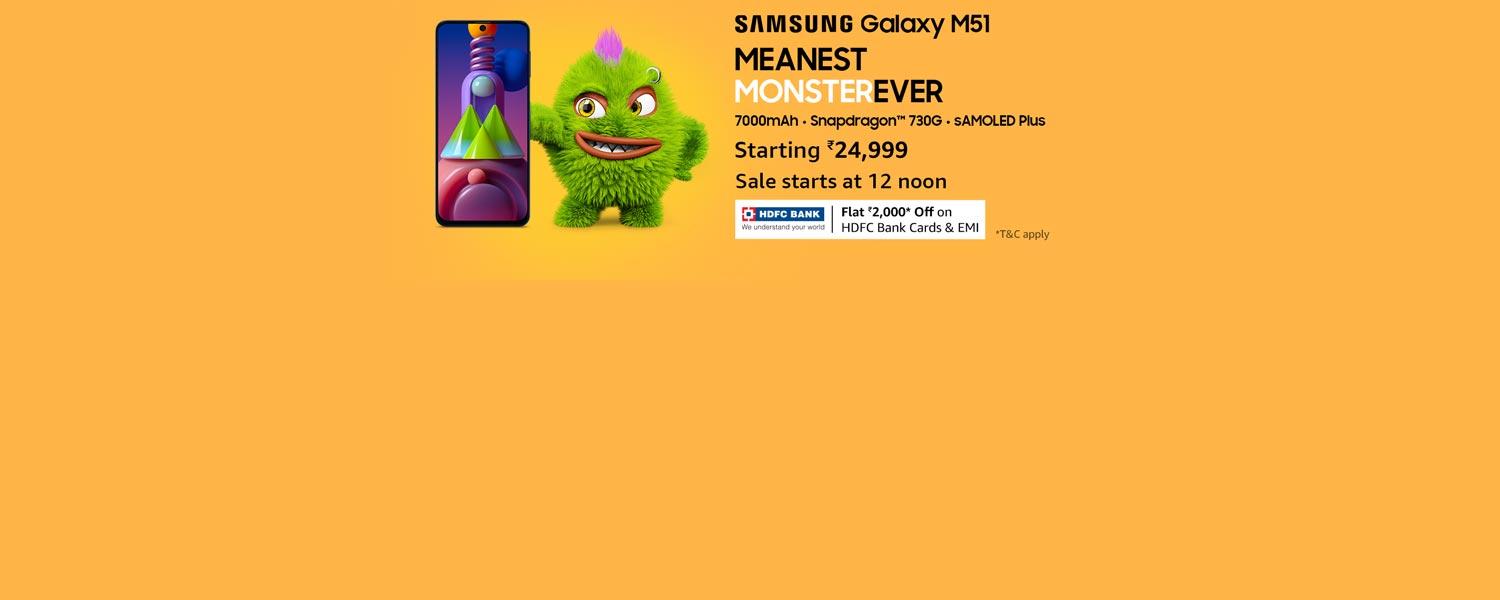 SAMSUNG Galaxy M51
MEANEST
MONSTEREVER
7000mAh • Snapdragon™ 730G • sAMOLED Plus
Starting ₹24,999
Sale starts at 12 noon
HDFC BANK
We understand your world
Flat ₹2,000* Off on
HDFC Bank Cards & EMI
*T&C apply